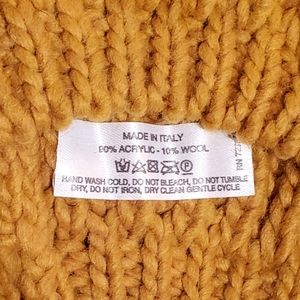 MADE IN ITALY
90% ACRYLIC - 10% WOOL
HAND WASH COLD, DO NOT BLEACH, DO NOT TUMBLE
DRY, DO NOT IRON, DRY CLEAN GENTLE CYCLE
RN